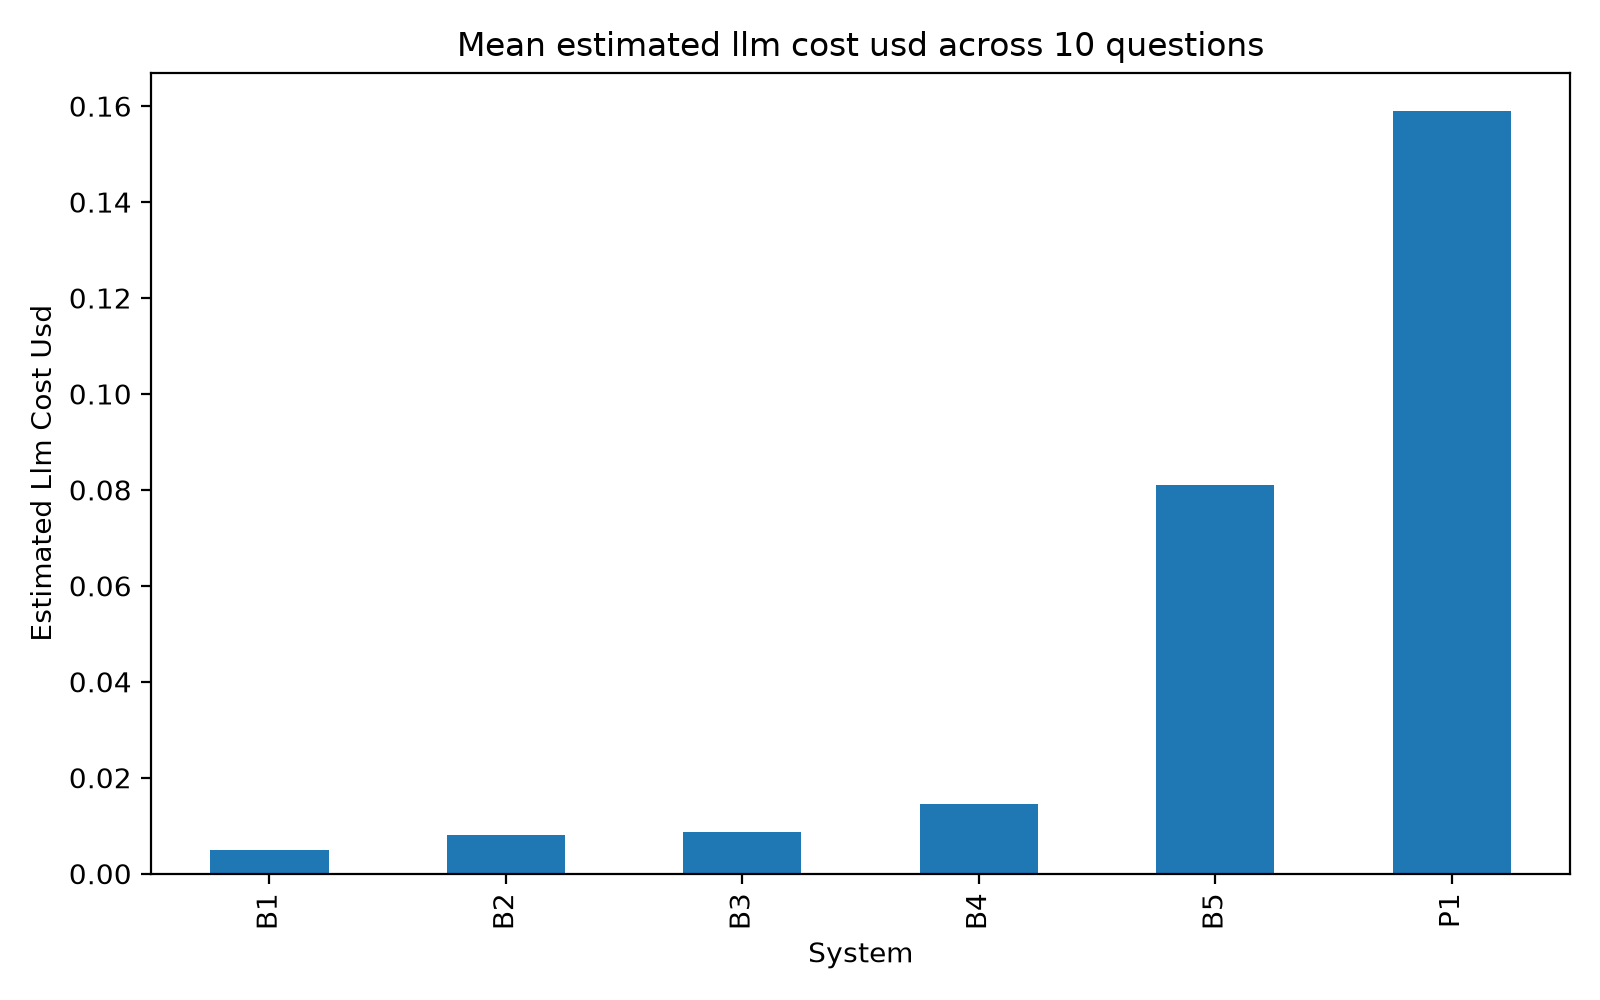 Mean estimated llm cost usd across 10 questions
0.16
0.14
0.12
0.10
0.08
0.06
0.04
0.02
0.00
Estimated Llm Cost Usd
B1
B2
B3
B4
B5
P1
System